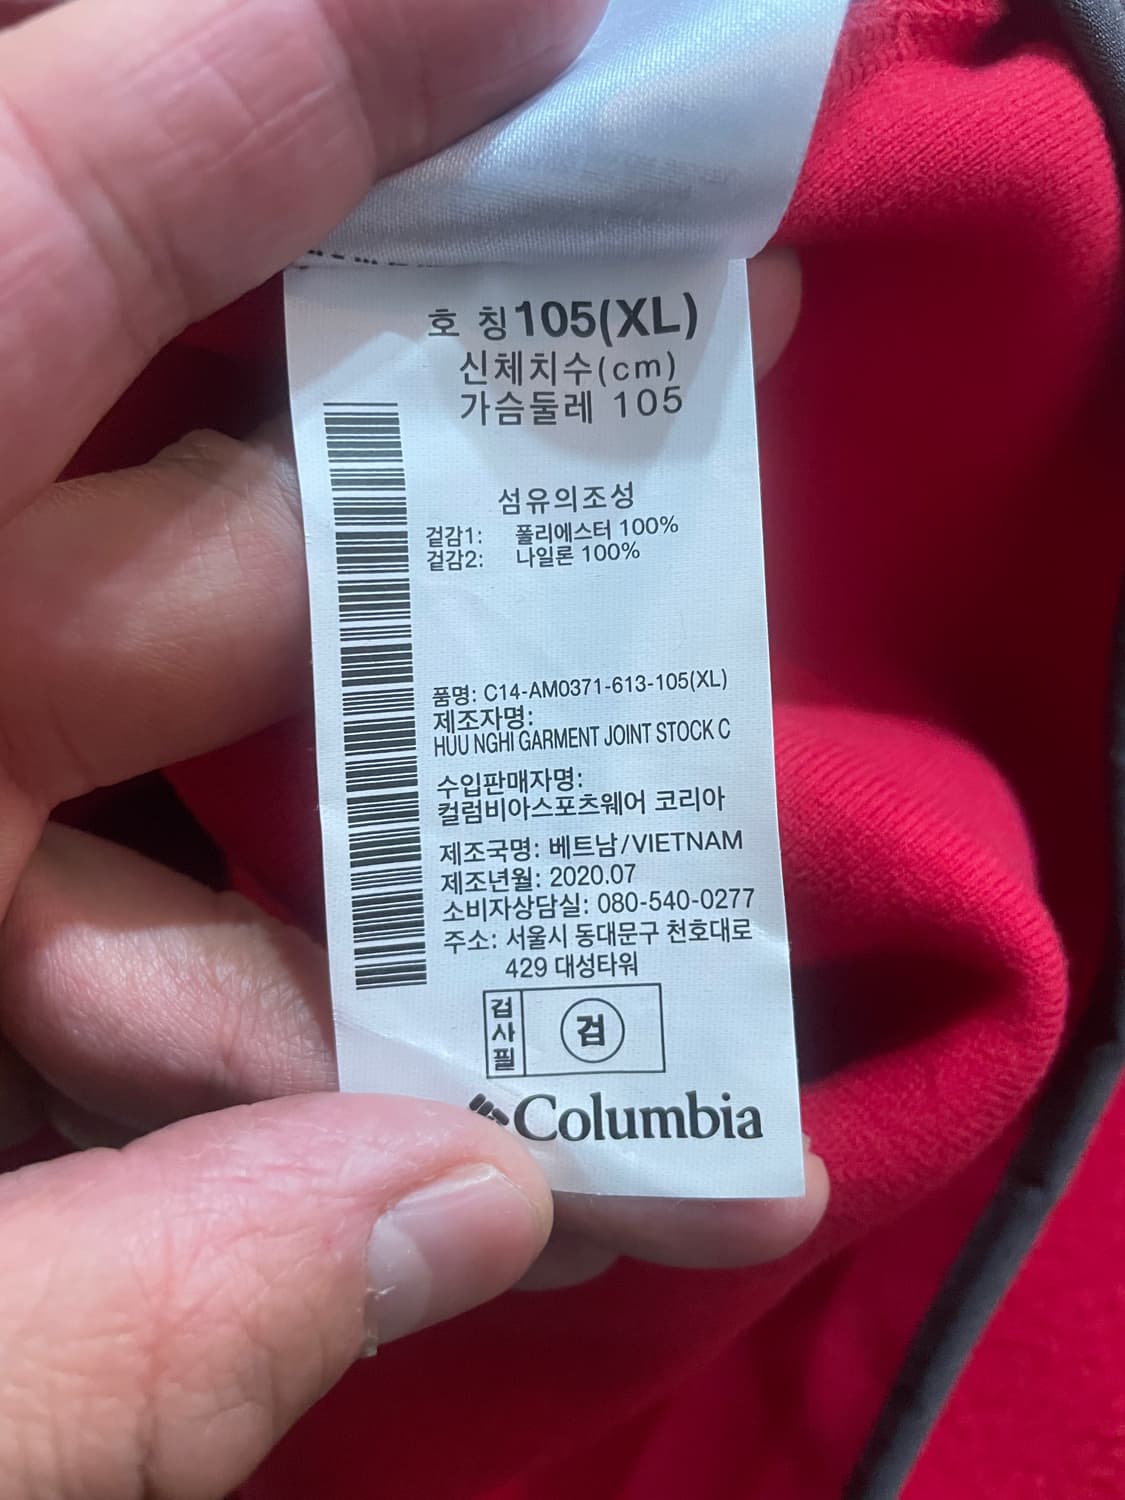 호 칭 105(XL)
신체치수(cm)
가슴둘레 105
섬유의조성
겉감1: 폴리에스터 100%
겉감2: 나일론 100%
품명: C14-AM0371-613-105(XL)
제조자명:
HUU NGHI GARMENT JOINT STOCK C
수입판매자명:
컬럼비아스포츠웨어 코리아
제조국명: 베트남/VIETNAM
제조년월: 2020.07
소비자상담실: 080-540-0277
주소: 서울시 동대문구 천호대로
429 대성타워
검사필 검
Columbia